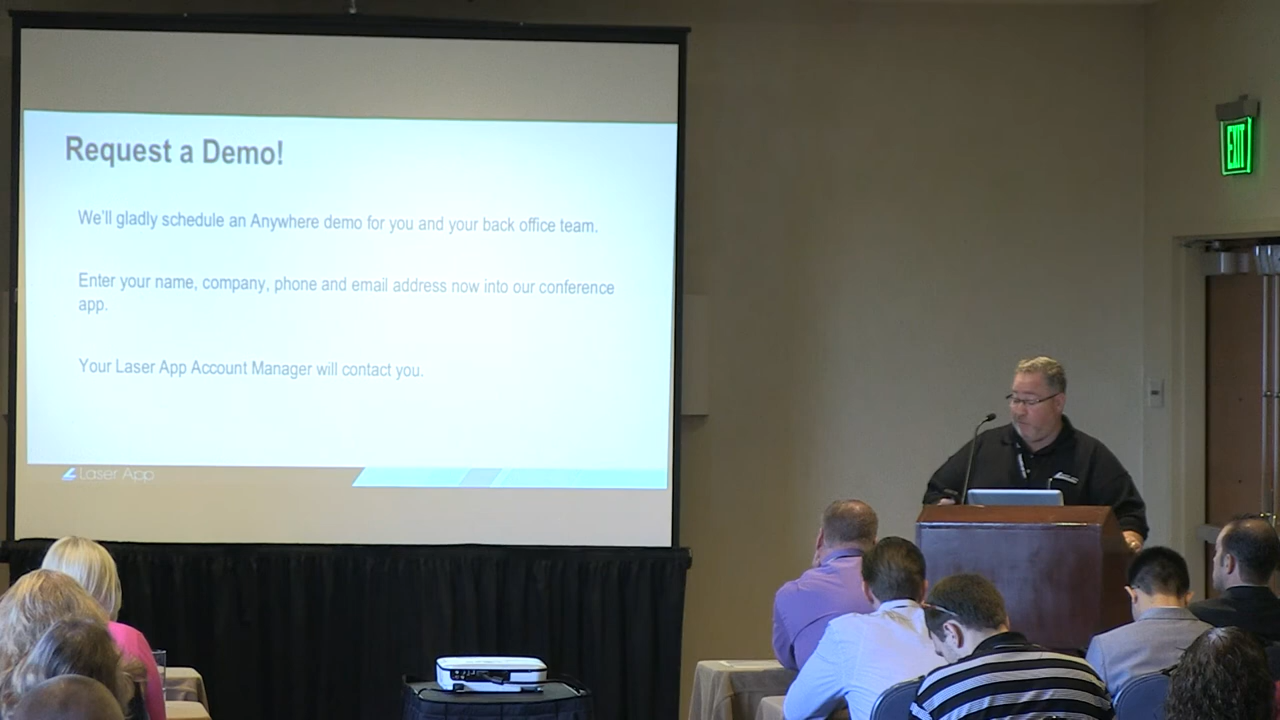 Request a Demo!
We'll gladly schedule an Anywhere demo for you and your back office team.
Enter your name, company, phone and email address now into our conference
app.
Your Laser App Account Manager will contact you.
Laser App
EXIT